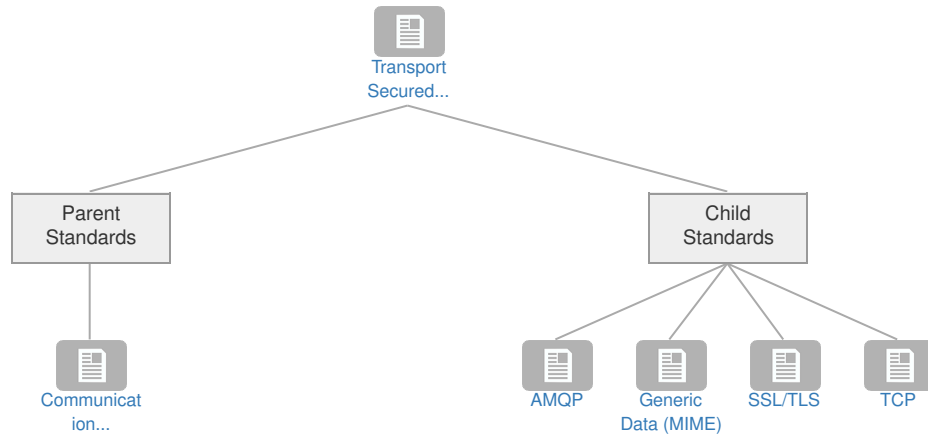 Transport
Secured...
Parent
Standards
Child
Standards
Communicat
ion...
AMQP
Generic
Data (MIME)
SSL/TLS
TCP